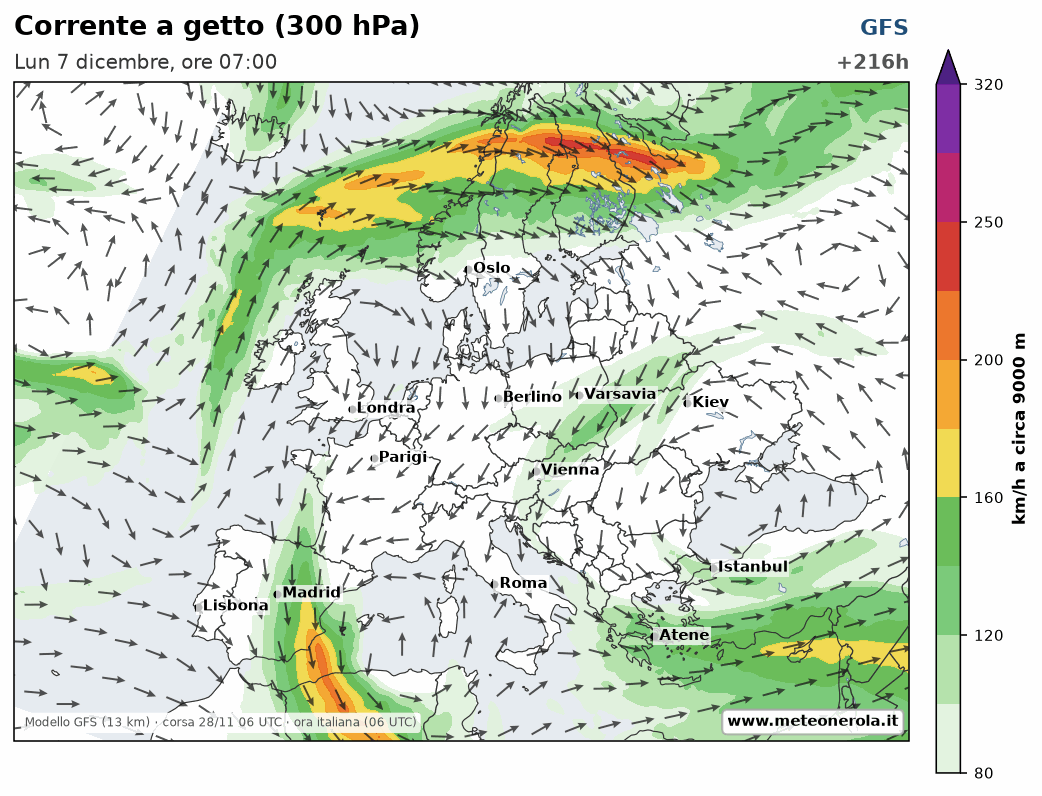 Corrente a getto (300 hPa)
GFS
Lun 7 dicembre, ore 07:00
+216h
320
250
200
160
120
80
km/h a circa 9000 m
Oslo
Berlino
Varsavia
Kiev
Londra
Parigi
Vienna
Istanbul
Roma
Madrid
Lisbona
Atene
Modello GFS (13 km) · corsa 28/11 06 UTC · ora italiana (06 UTC)
www.meteonerola.it